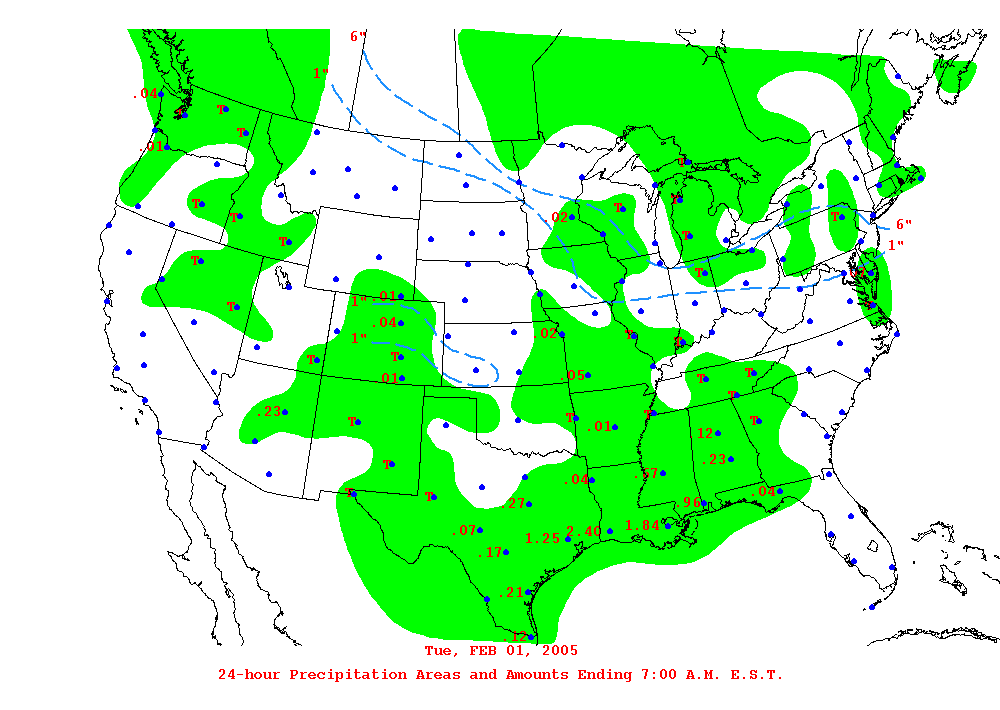 6"
1"
.04
T
T
.01
T
T
T
.02
T
T
6"
T
T
1"
T
T
T
.01
T
1"
.04
.02
T
T
1"
T
T
.01
.05
T
T
T
.23
T
T
.01
T
T
.12
T
.23
T
.57
T
T
.04
.04
.27
.96
.07
1.25
2.40
1.84
.17
.21
.12
Tue, FEB 01, 2005
24-hour Precipitation Areas and Amounts Ending 7:00 A.M. E.S.T.